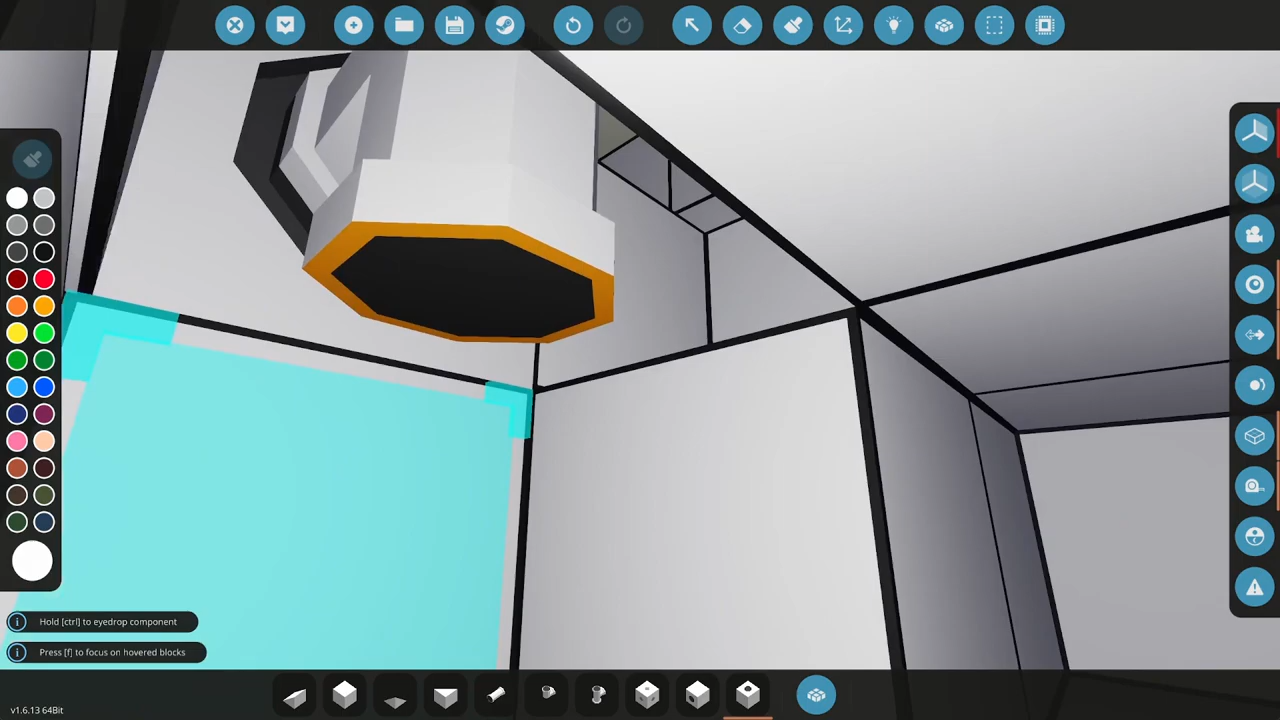 Hold [ctrl] to eyedrop component
Press [f] to focus on hovered blocks
v1.6.13 64Bit